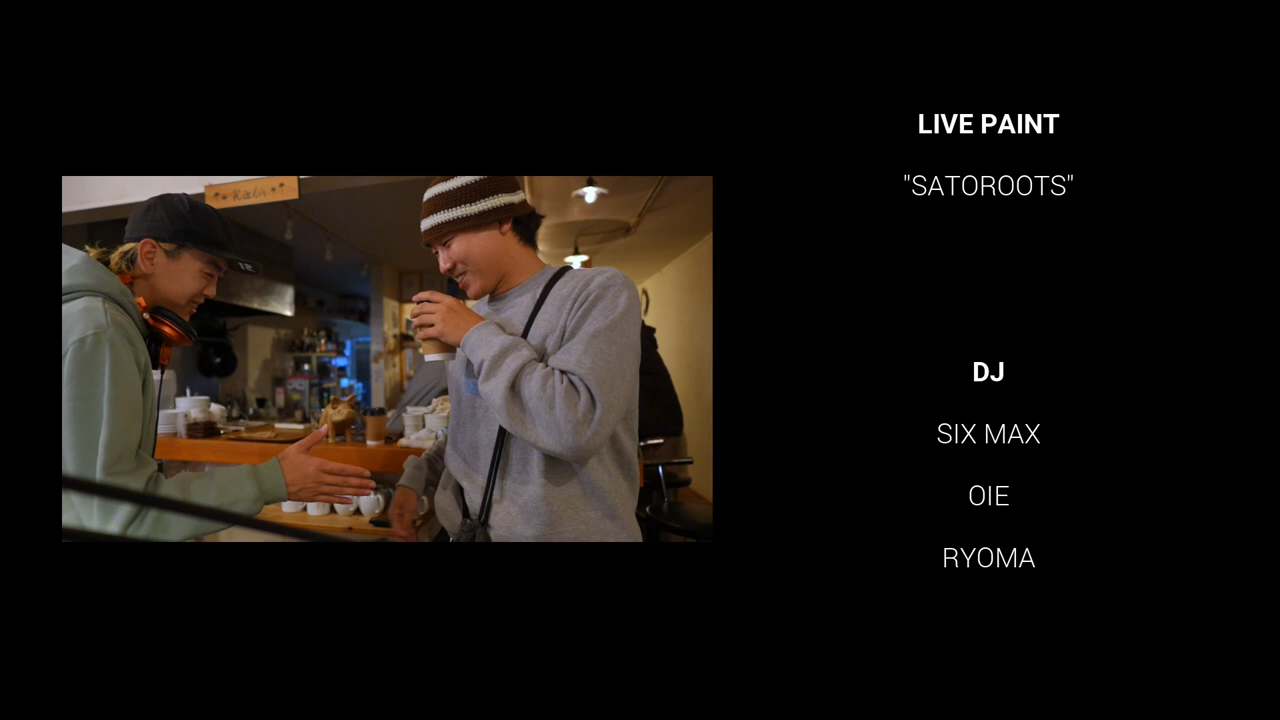 LIVE PAINT
"SATOROOTS"
DJ
SIX MAX
OIE
RYOMA